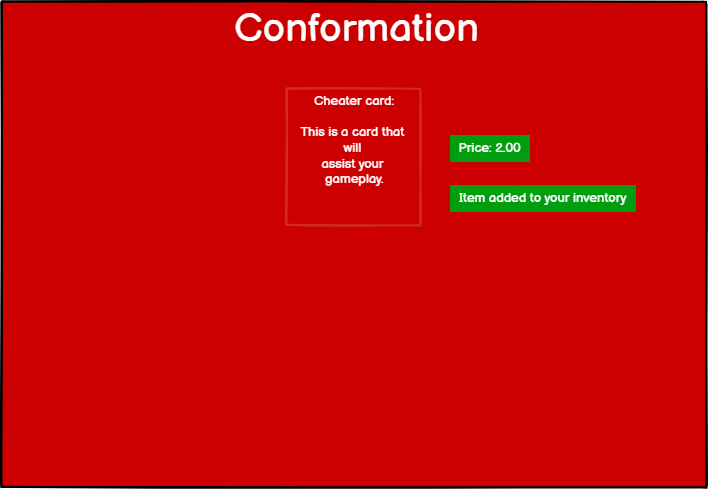 Conformation
Cheater card:
This is a card that
will
assist your
gameplay.
Price: 2.00
Item added to your inventory